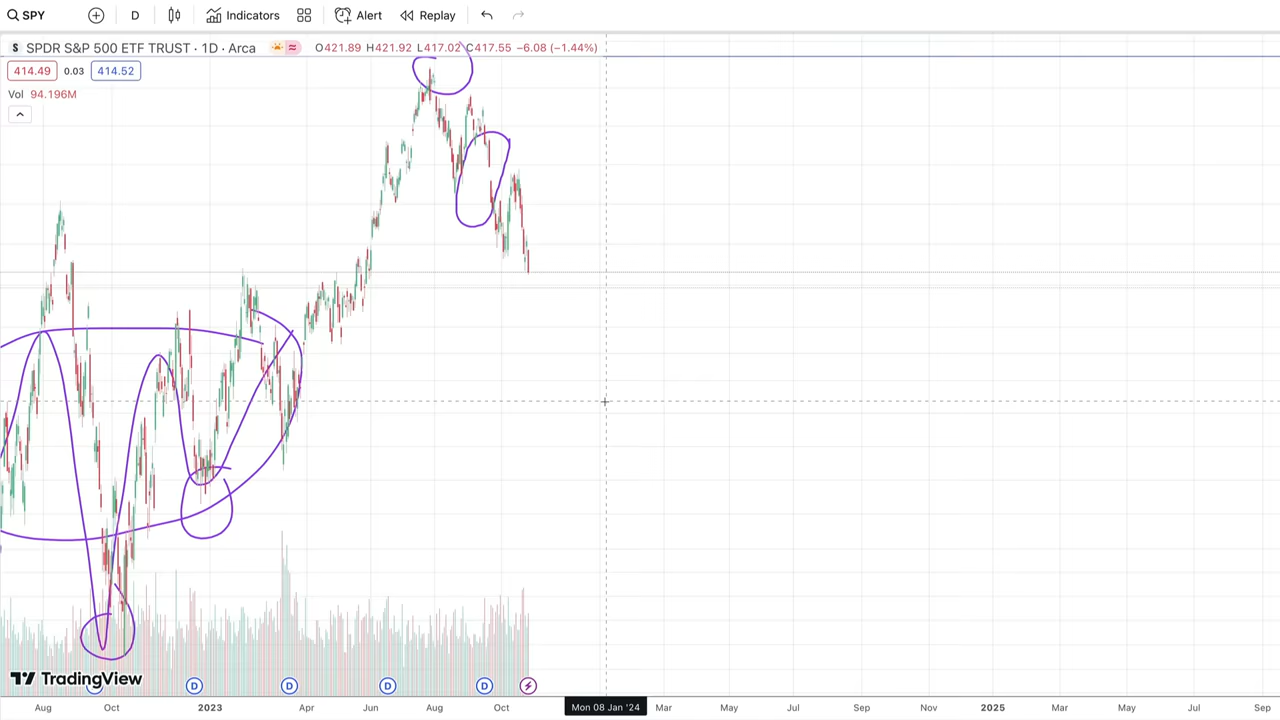 SPY D Indicators Alert Replay
S SPDR S&P 500 ETF TRUST · 1D · Arca O421.89 H421.92 L417.02 C417.55 −6.08 (−1.44%)
414.49 0.03 414.52
Vol 94.196M
TradingView
D D D D
Aug Oct 2023 Apr Jun Aug Oct Mon 08 Jan '24 Mar May Jul Sep Nov 2025 Mar May Jul Sep